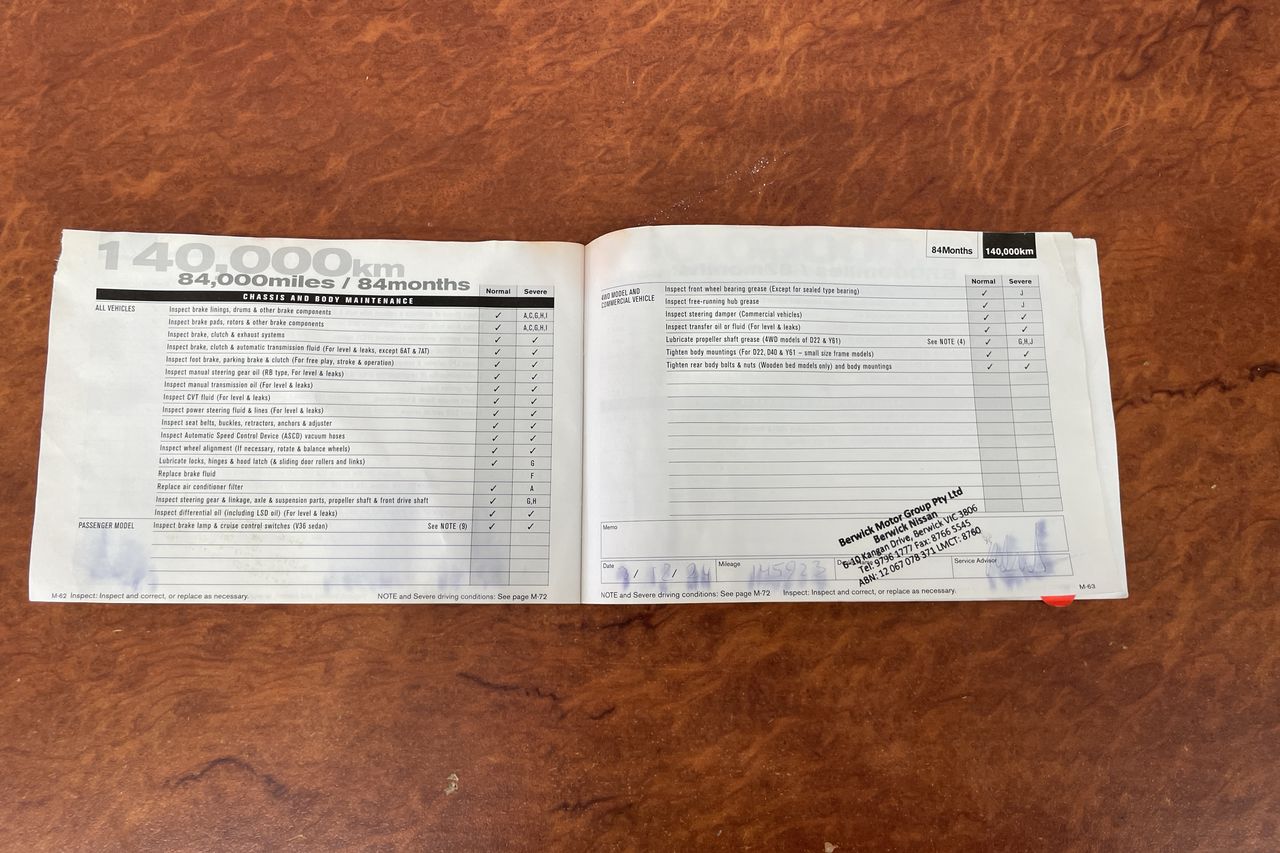 140,000km
84,000miles / 84months
Normal Severe
CHASSIS AND BODY MAINTENANCE
ALL VEHICLES
Inspect brake linings, drums & other brake components ✓ A,C,G,H,I
Inspect brake pads, rotors & other brake components ✓ A,C,G,H,I
Inspect brake, clutch & exhaust systems ✓ ✓
Inspect brake, clutch & automatic transmission fluid (For level & leaks, except 6AT & 7AT) ✓ ✓
Inspect foot brake, parking brake & clutch (For free play, stroke & operation) ✓ ✓
Inspect manual steering gear oil (RB type, For level & leaks) ✓ ✓
Inspect manual transmission oil (For level & leaks) ✓ ✓
Inspect CVT fluid (For level & leaks) ✓ ✓
Inspect power steering fluid & lines (For level & leaks) ✓ ✓
Inspect seat belts, buckles, retractors, anchors & adjuster ✓ ✓
Inspect Automatic Speed Control Device (ASCD) vacuum hoses ✓ ✓
Inspect wheel alignment (If necessary, rotate & balance wheels) ✓ ✓
Lubricate locks, hinges & hood latch (& sliding door rollers and links) ✓ G
Replace brake fluid F
Replace air conditioner filter ✓ A
Inspect steering gear & linkage, axle & suspension parts, propeller shaft & front drive shaft ✓ G,H
Inspect differential oil (including LSD oil) (For level & leaks) ✓ ✓
PASSENGER MODEL Inspect brake lamp & cruise control switches (V36 sedan) See NOTE (9) ✓ ✓
M-62 Inspect: Inspect and correct, or replace as necessary. NOTE and Severe driving conditions: See page M-72
84Months 140,000km
Normal Severe
4WD MODEL AND
COMMERCIAL VEHICLE
Inspect front wheel bearing grease (Except for sealed type bearing) ✓ J
Inspect free-running hub grease ✓ J
Inspect steering damper (Commercial vehicles) ✓ ✓
Inspect transfer oil or fluid (For level & leaks) ✓ ✓
Lubricate propeller shaft grease (4WD models of D22 & Y61) See NOTE (4) ✓ G,H,J
Tighten body mountings (For D22, D40 & Y61 – small size frame models) ✓ ✓
Tighten rear body bolts & nuts (Wooden bed models only) and body mountings ✓ ✓
Memo
Berwick Motor Group Pty Ltd
Berwick Nissan
6-10 Kangan Drive, Berwick VIC 3806
Tel: 9796 1777 Fax: 8766 5545
ABN: 12 067 078 371 LMCT: 8760
Date / 12 / Mileage 145923 Service Advisor
NOTE and Severe driving conditions: See page M-72 Inspect: Inspect and correct, or replace as necessary. M-63